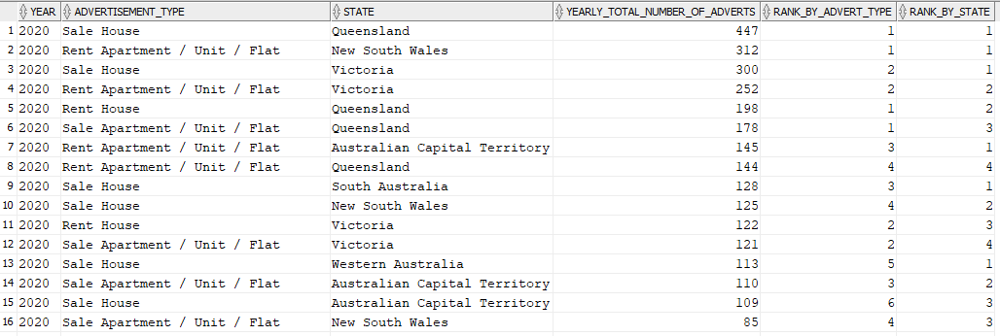 YEAR ADVERTISEMENT_TYPE STATE YEARLY_TOTAL_NUMBER_OF_ADVERTS RANK_BY_ADVERT_TYPE RANK_BY_STATE
1 2020 Sale House Queensland 447 1 1
2 2020 Rent Apartment / Unit / Flat New South Wales 312 1 1
3 2020 Sale House Victoria 300 2 1
4 2020 Rent Apartment / Unit / Flat Victoria 252 2 2
5 2020 Rent House Queensland 198 1 2
6 2020 Sale Apartment / Unit / Flat Queensland 178 1 3
7 2020 Rent Apartment / Unit / Flat Australian Capital Territory 145 3 1
8 2020 Rent Apartment / Unit / Flat Queensland 144 4 4
9 2020 Sale House South Australia 128 3 1
10 2020 Sale House New South Wales 125 4 2
11 2020 Rent House Victoria 122 2 3
12 2020 Sale Apartment / Unit / Flat Victoria 121 2 4
13 2020 Sale House Western Australia 113 5 1
14 2020 Sale Apartment / Unit / Flat Australian Capital Territory 110 3 2
15 2020 Sale House Australian Capital Territory 109 6 3
16 2020 Sale Apartment / Unit / Flat New South Wales 85 4 3